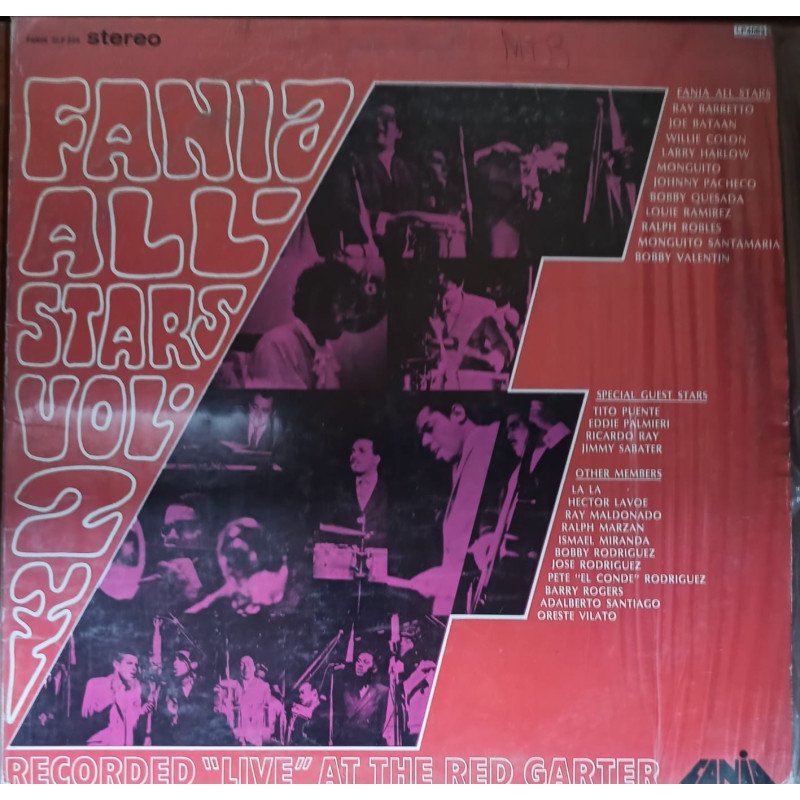 stereo
FANIA
ALL
STARS
VOL.
2
FANIA ALL STARS
RAY BARRETTO
JOE BATAAN
WILLIE COLON
LARRY HARLOW
MONGUITO
JOHNNY PACHECO
BOBBY QUESADA
LOUIE RAMIREZ
RALPH ROBLES
MONGUITO SANTAMARIA
BOBBY VALENTIN
SPECIAL GUEST STARS
TITO PUENTE
EDDIE PALMIERI
RICARDO RAY
JIMMY SABATER
OTHER MEMBERS
LA LA
HECTOR LAVOE
RAY MALDONADO
RALPH MARZAN
ISMAEL MIRANDA
BOBBY RODRIGUEZ
JOSE RODRIGUEZ
PETE "EL CONDE" RODRIGUEZ
BARRY ROGERS
ADALBERTO SANTIAGO
ORESTE VILATO
RECORDED "LIVE" AT THE RED GARTER
FANIA